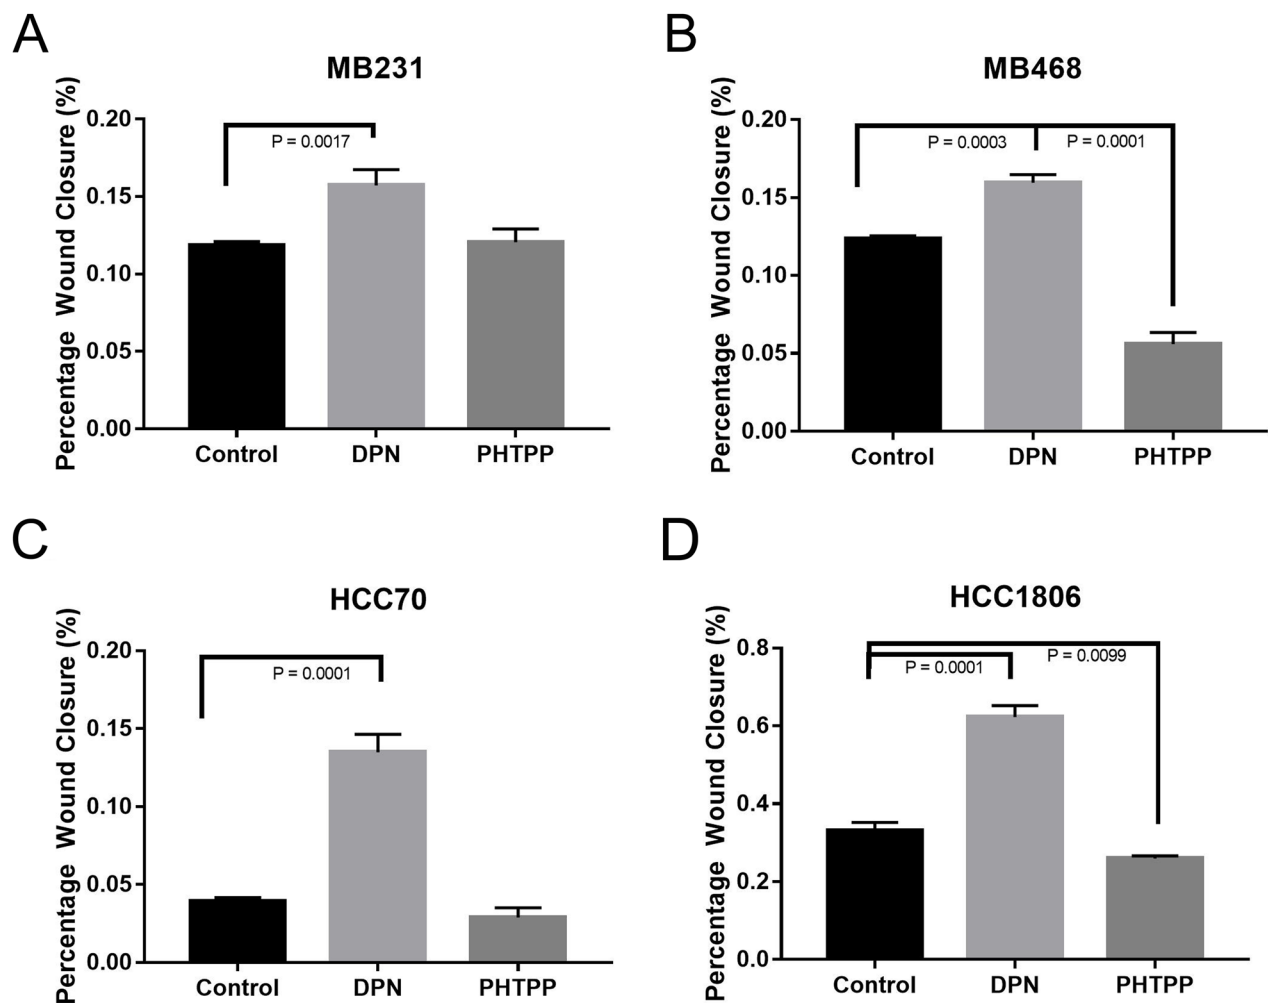 A
MB231
Percentage Wound Closure (%)
0.20
0.15
0.10
0.05
0.00
P = 0.0017
Control DPN PHTPP
B
MB468
Percentage Wound Closure (%)
0.20
0.15
0.10
0.05
0.00
P = 0.0003 P = 0.0001
Control DPN PHTPP
C
HCC70
Percentage Wound Closure (%)
0.20
0.15
0.10
0.05
0.00
P = 0.0001
Control DPN PHTPP
D
HCC1806
Percentage Wound Closure (%)
0.8
0.6
0.4
0.2
0.0
P = 0.0001 P = 0.0099
Control DPN PHTPP